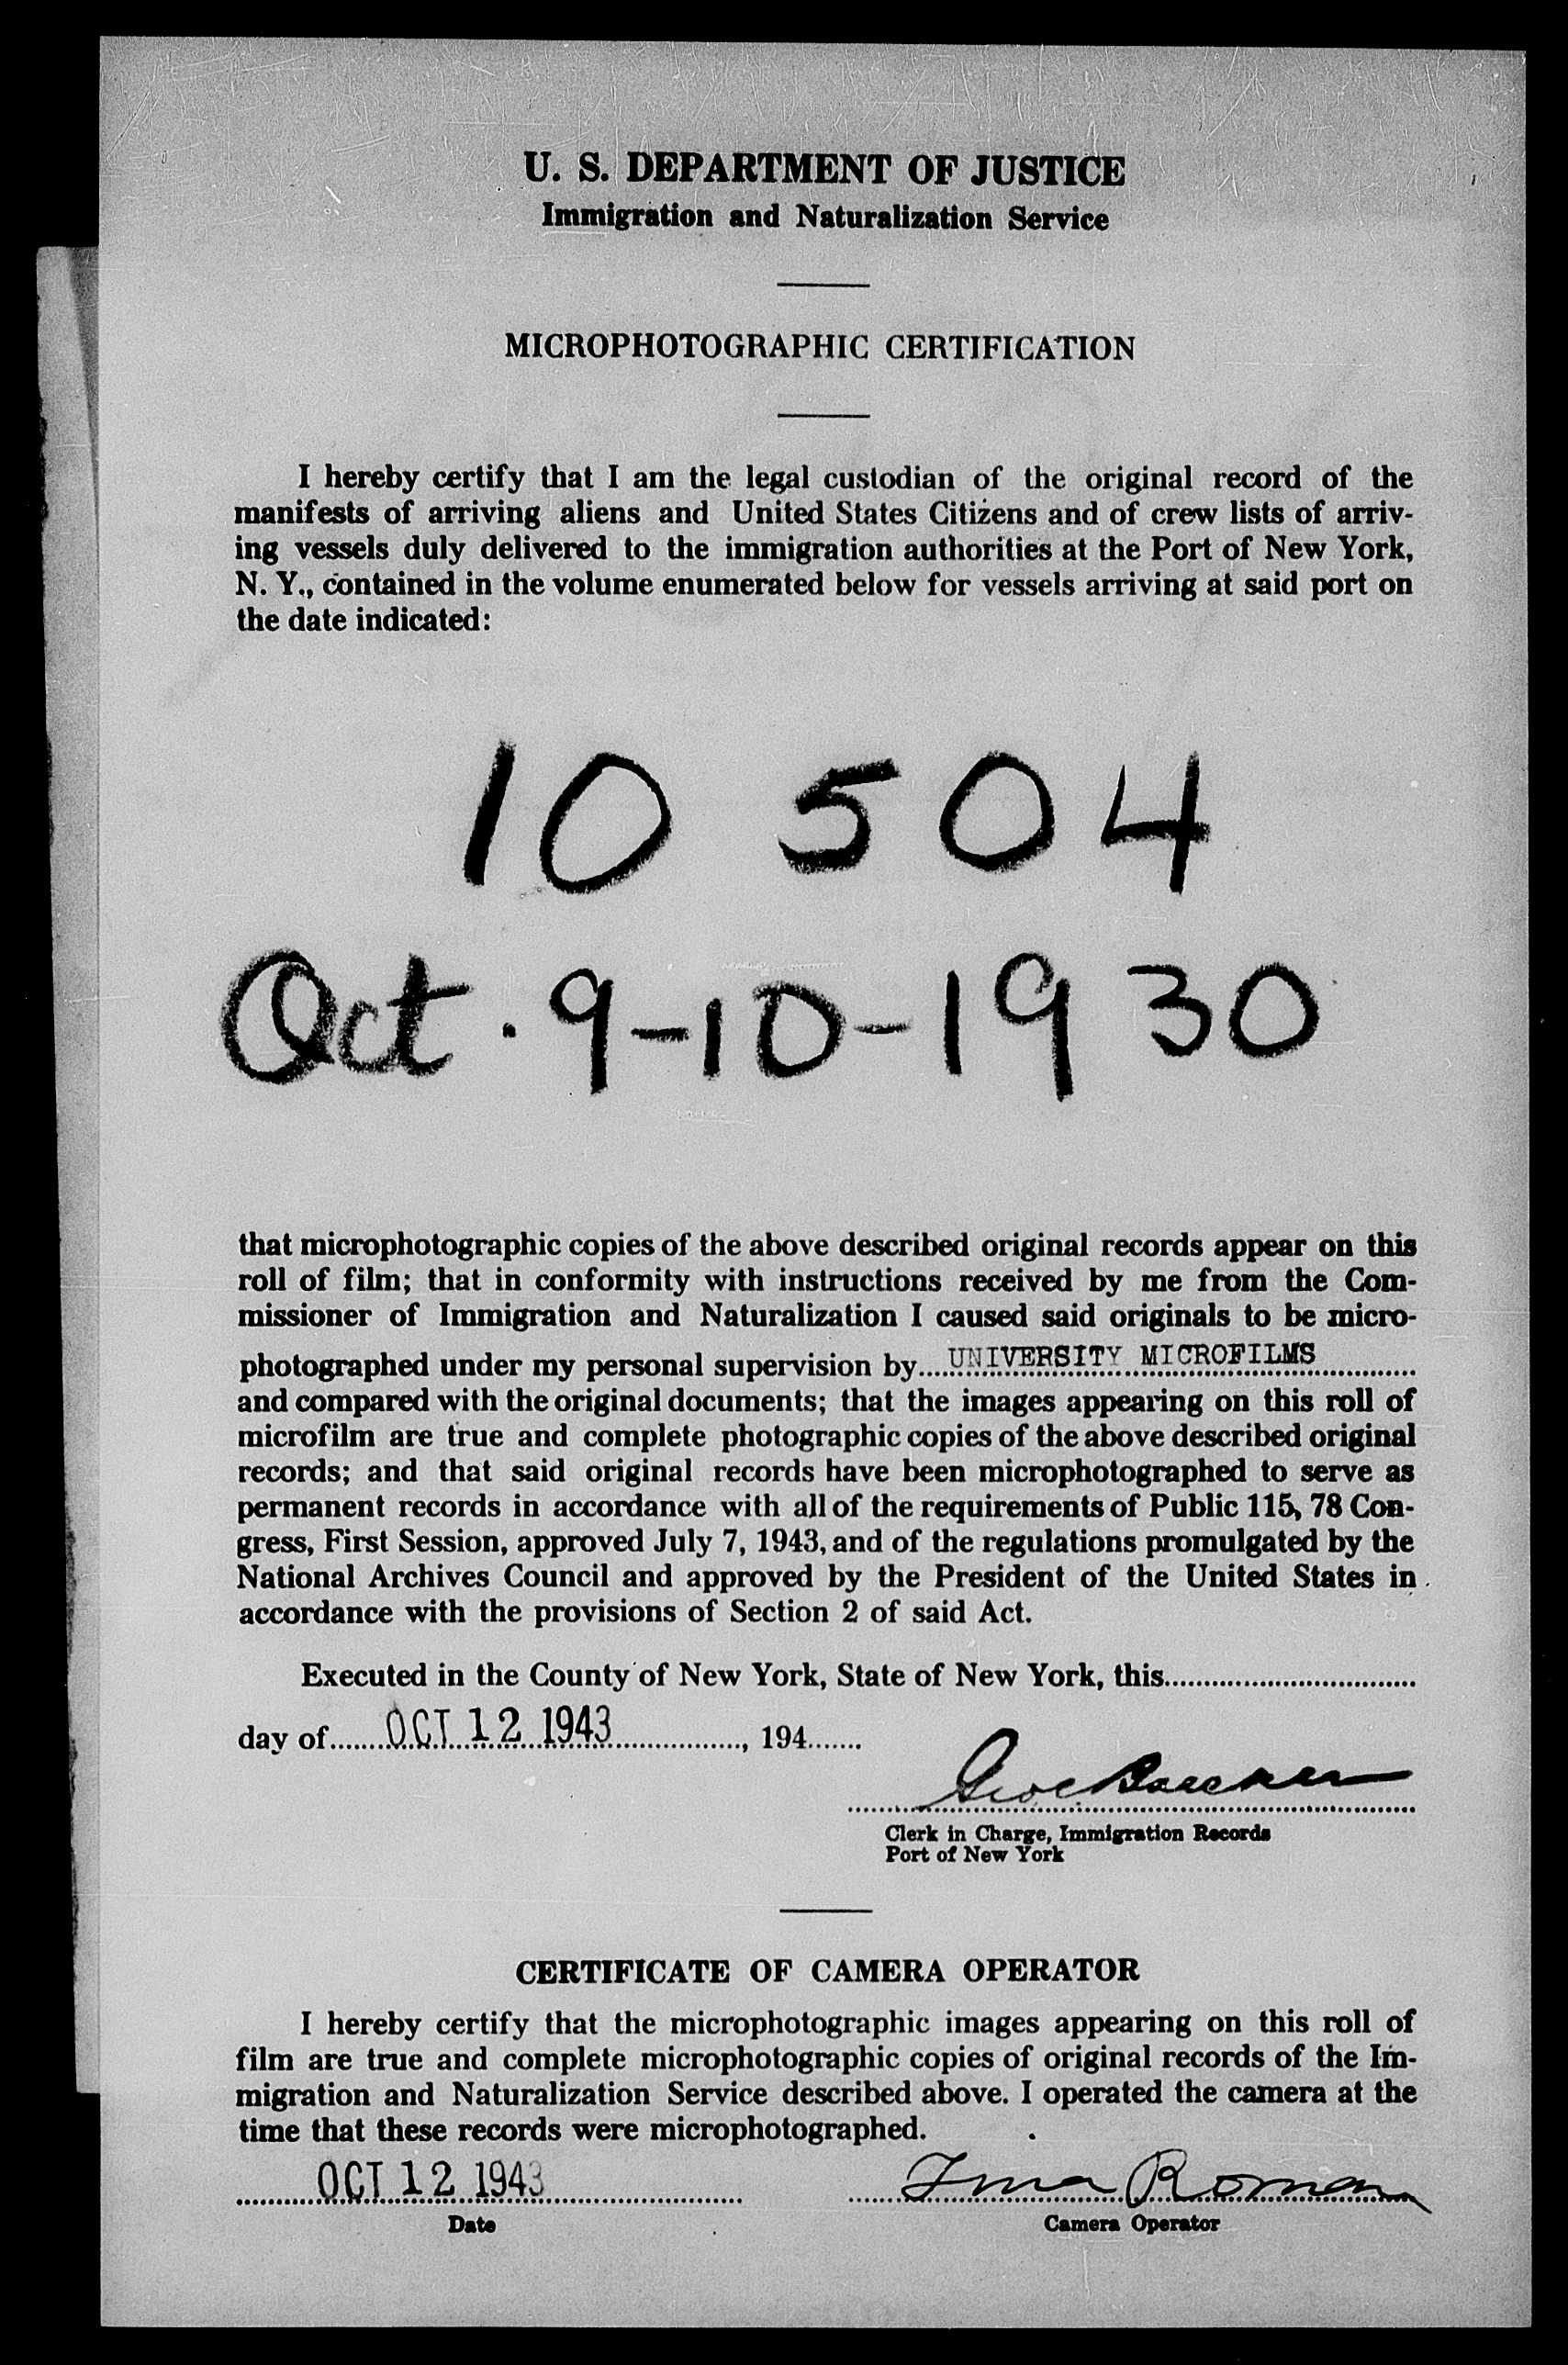 U. S. DEPARTMENT OF JUSTICE
Immigration and Naturalization Service
MICROPHOTOGRAPHIC CERTIFICATION
I hereby certify that I am the legal custodian of the original record of the
manifests of arriving aliens and United States Citizens and of crew lists of arriv-
ing vessels duly delivered to the immigration authorities at the Port of New York,
N. Y., contained in the volume enumerated below for vessels arriving at said port on
the date indicated:
10 504
Oct. 9-10-1930
that microphotographic copies of the above described original records appear on this
roll of film; that in conformity with instructions received by me from the Com-
missioner of Immigration and Naturalization I caused said originals to be micro-
photographed under my personal supervision by UNIVERSITY MICROFILMS
and compared with the original documents; that the images appearing on this roll of
microfilm are true and complete photographic copies of the above described original
records; and that said original records have been microphotographed to serve as
permanent records in accordance with all of the requirements of Public 115, 78 Con-
gress, First Session, approved July 7, 1943, and of the regulations promulgated by the
National Archives Council and approved by the President of the United States in
accordance with the provisions of Section 2 of said Act.
Executed in the County of New York, State of New York, this
day of OCT 12 1943, 194
Clerk in Charge, Immigration Records
Port of New York
CERTIFICATE OF CAMERA OPERATOR
I hereby certify that the microphotographic images appearing on this roll of
film are true and complete microphotographic copies of original records of the Im-
migration and Naturalization Service described above. I operated the camera at the
time that these records were microphotographed.
OCT 12 1943 Roman
Date Camera Operator